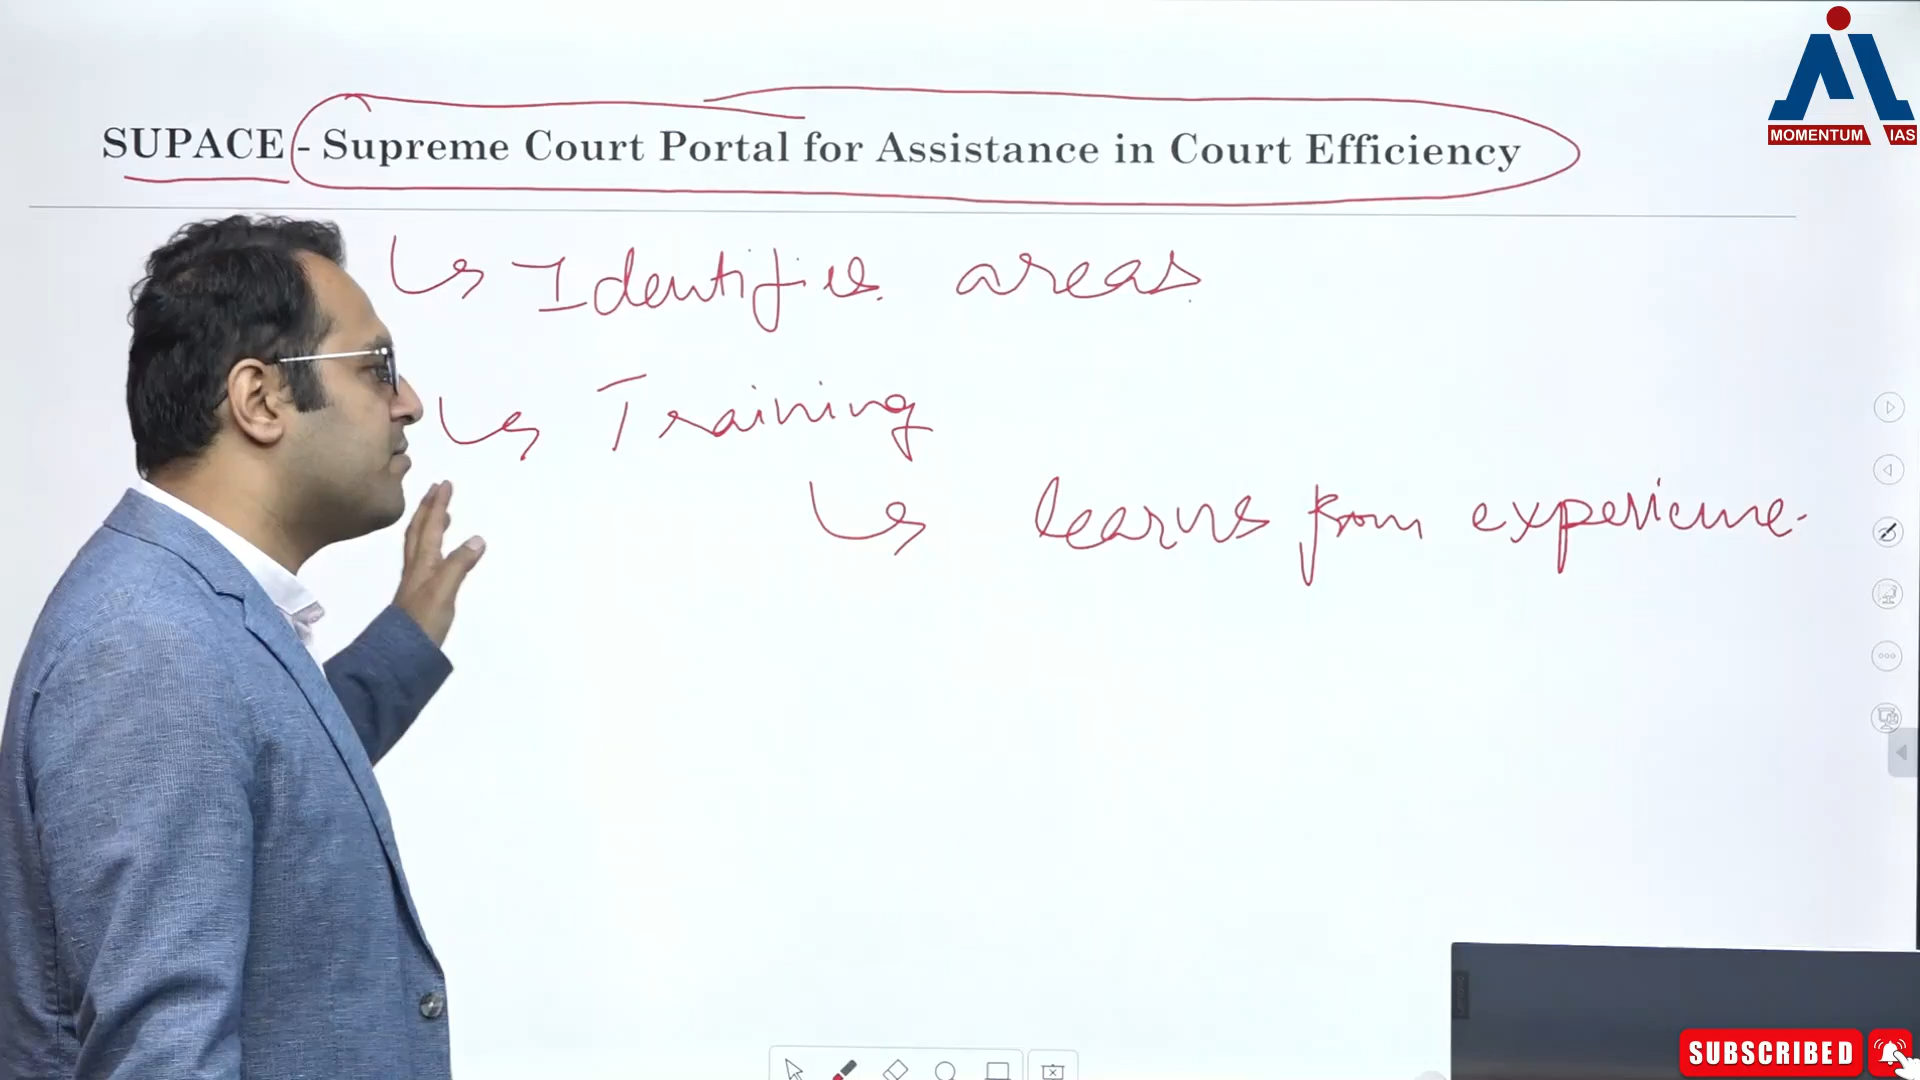 SUPACE - Supreme Court Portal for Assistance in Court Efficiency
MOMENTUM IAS
↳ Identifies areas
↳ Training
↳ learns from experience.
SUBSCRIBED